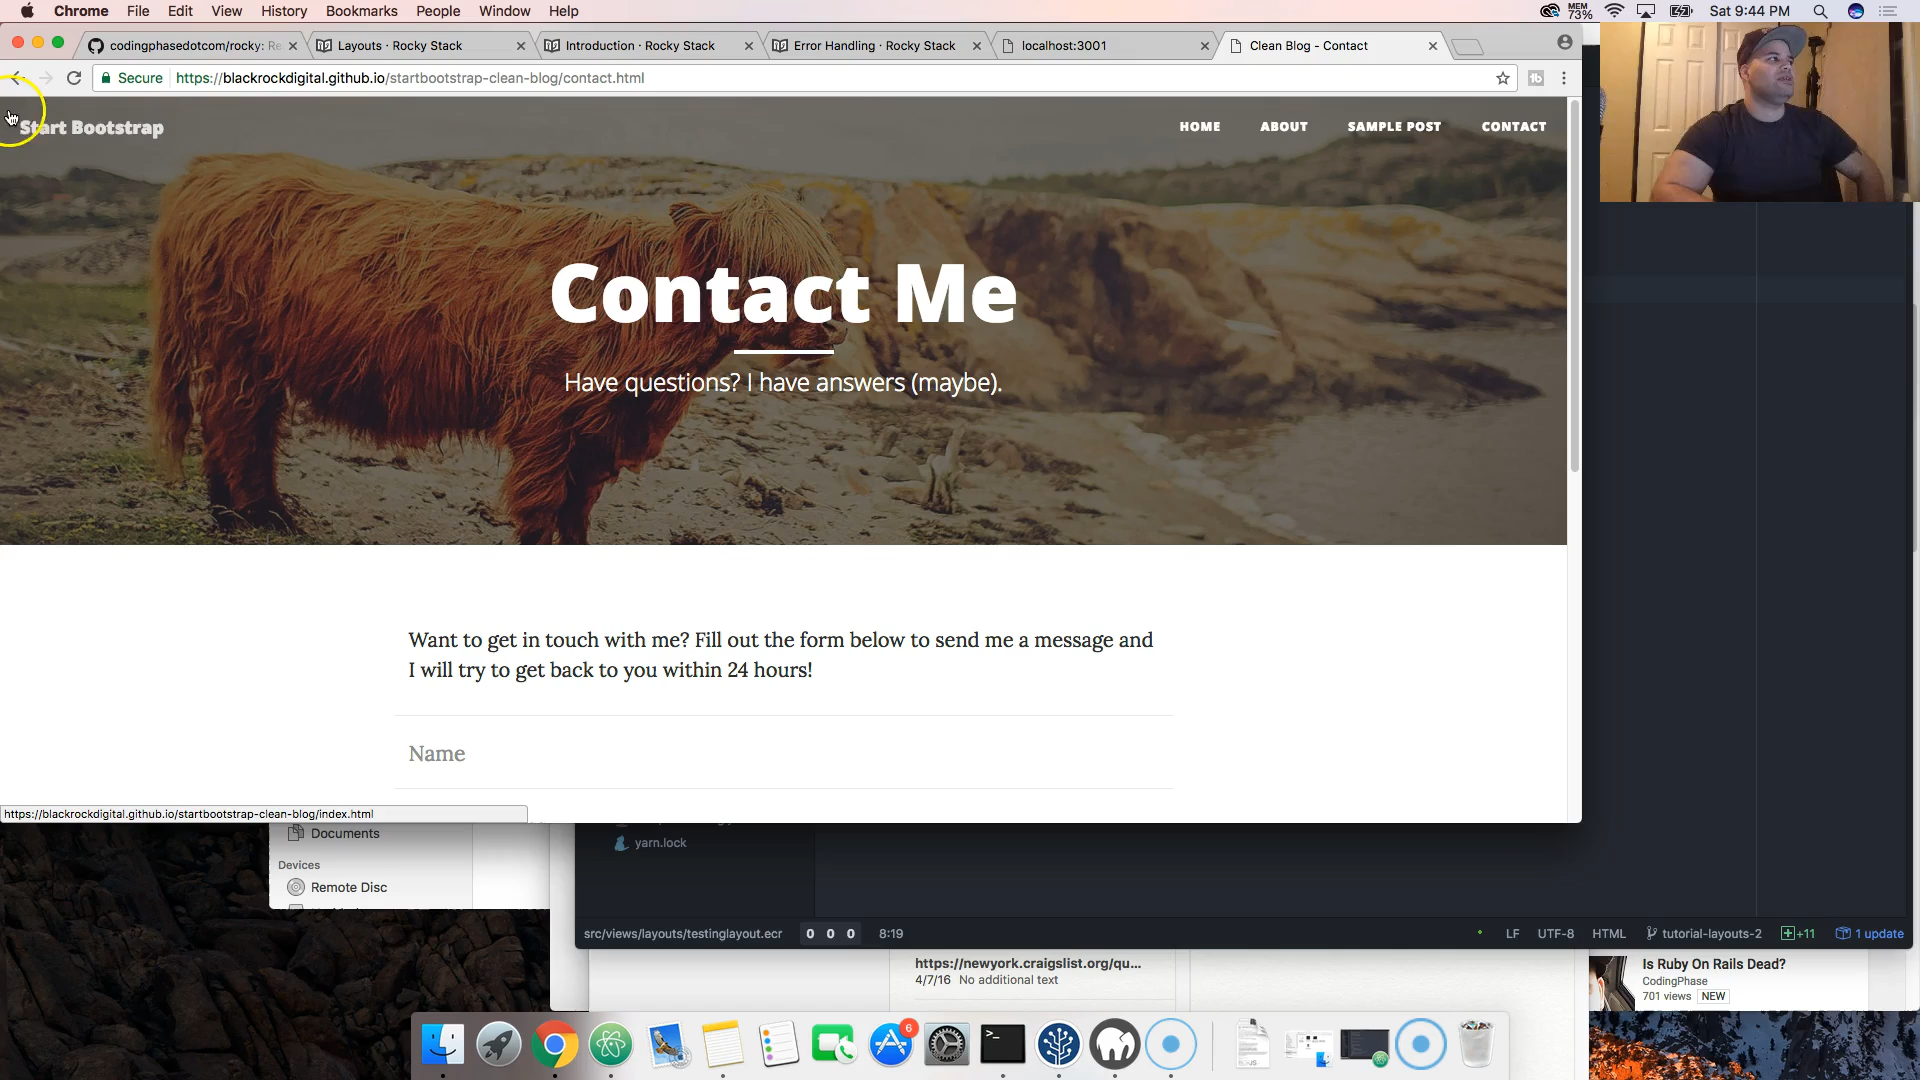 Chrome File Edit View History Bookmarks People Window Help
MEM
73%
Sat 9:44 PM
codingphasedotcom/rocky: Re
Layouts · Rocky Stack
Introduction · Rocky Stack
Error Handling · Rocky Stack
localhost:3001
Clean Blog - Contact
Secure https://blackrockdigital.github.io/startbootstrap-clean-blog/contact.html
Start Bootstrap
HOME ABOUT SAMPLE POST CONTACT
Contact Me
Have questions? I have answers (maybe).
Want to get in touch with me? Fill out the form below to send me a message and
I will try to get back to you within 24 hours!
Name
https://blackrockdigital.github.io/startbootstrap-clean-blog/index.html
Documents
Devices
Remote Disc
yarn.lock
src/views/layouts/testinglayout.ecr 0 0 0 8:19
LF UTF-8 HTML tutorial-layouts-2 +11 1 update
https://newyork.craigslist.org/qu...
4/7/16 No additional text
Is Ruby On Rails Dead?
CodingPhase
701 views NEW
6